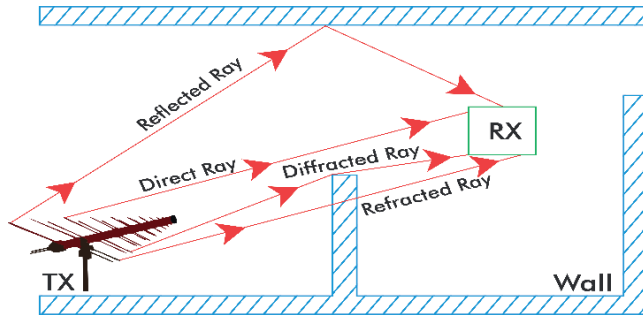 Reflected Ray
RX
Direct Ray
Diffracted Ray
Refracted Ray
TX
Wall